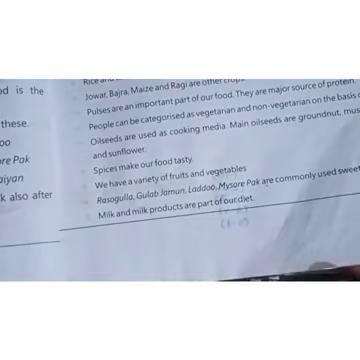 od is the
these.
oo
re Pak
aiyan
k also after
Rice and
Jowar, Bajra, Maize and Ragi are other crops
Pulses are an important part of our food. They are major source of protein.
People can be categorised as vegetarian and non-vegetarian on the basis o
Oilseeds are used as cooking media. Main oilseeds are groundnut, mus
and sunflower.
Spices make our food tasty.
We have a variety of fruits and vegetables
Rasogulla, Gulab Jamun, Laddoo, Mysore Pak are commonly used sweet
Milk and milk products are part of our diet.